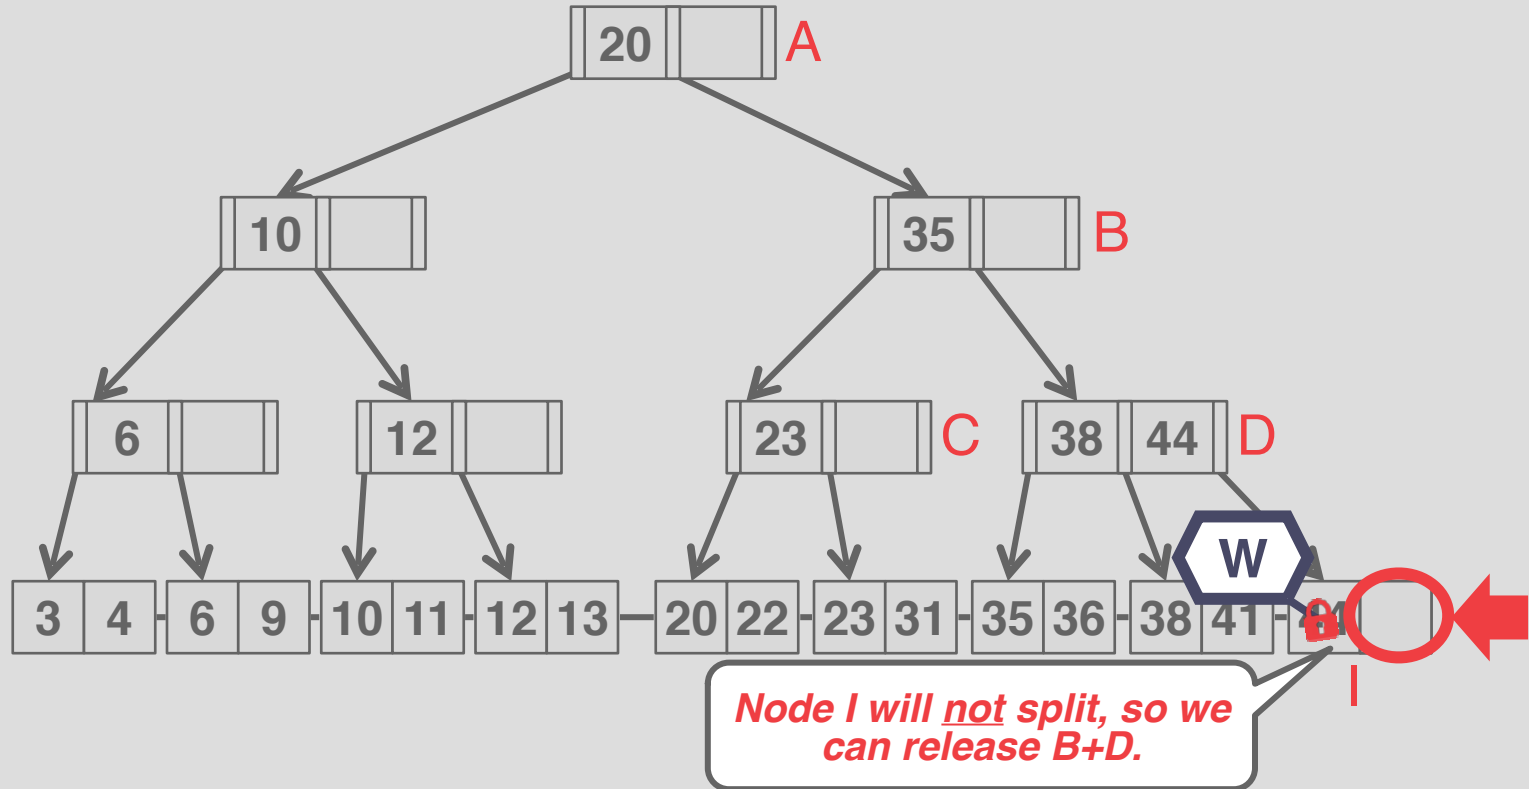 20 A
10 35 B
6 12 23 C 38 44 D
W
3 4 6 9 10 11 12 13 20 22 23 31 35 36 38 41
I
Node I will not split, so we
can release B+D.